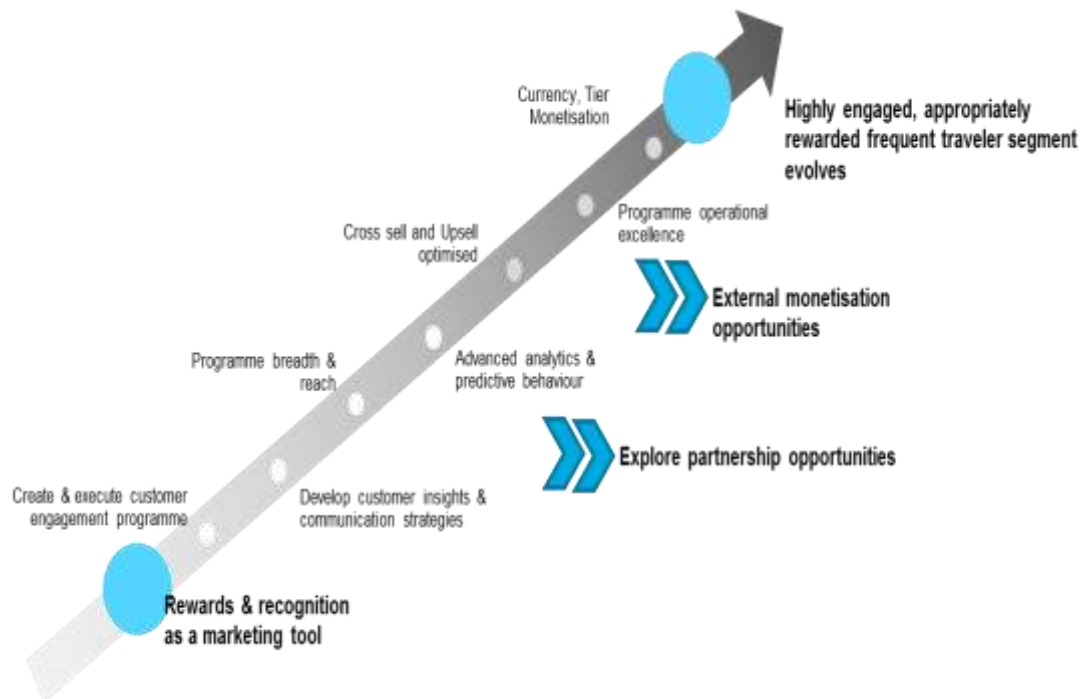 Currency, Tier
Monetisation
Highly engaged, appropriately
rewarded frequent traveler segment
evolves
Cross sell and Upsell
optimised
Programme operational
excellence
External monetisation
opportunities
Programme breadth &
reach
Advanced analytics &
predictive behaviour
Explore partnership opportunities
Create & execute customer
engagement programme
Develop customer insights &
communication strategies
Rewards & recognition
as a marketing tool